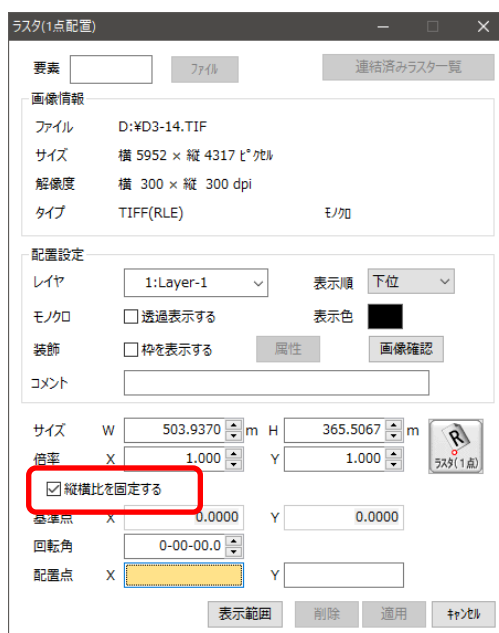 ラスタ(1点配置)
要素 ファイル 連結済みラスター覧
画像情報
ファイル D:¥D3-14.TIF
サイズ 横 5952 × 縦 4317 ピクセル
解像度 横 300 × 縦 300 dpi
タイプ TIFF(RLE) モノクロ
配置設定
レイヤ 1:Layer-1 表示順 下位
モノクロ 透過表示する 表示色
装飾 枠を表示する 属性 画像確認
コメント
サイズ W 503.9370 m H 365.5067 m
R
ラスタ(1点)
倍率 X 1.000 Y 1.000
縦横比を固定する
基準点 X 0.0000 Y 0.0000
回転角 0-00-00.0
配置点 X Y
表示範囲 削除 適用 キャンセル